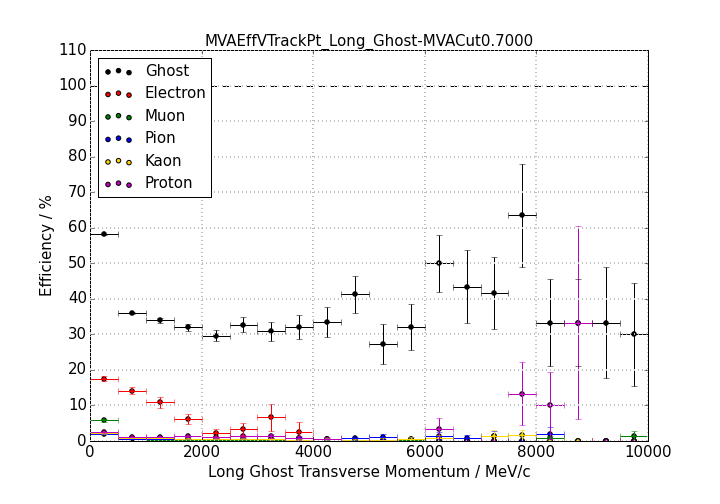 MVAEffVTrackPt_Long_Ghost-MVACut0.7000
110
100
90
80
70
60
50
40
30
20
10
0
Efficiency / %
Ghost
Electron
Muon
Pion
Kaon
Proton
0 2000 4000 6000 8000 10000
Long Ghost Transverse Momentum / MeV/c